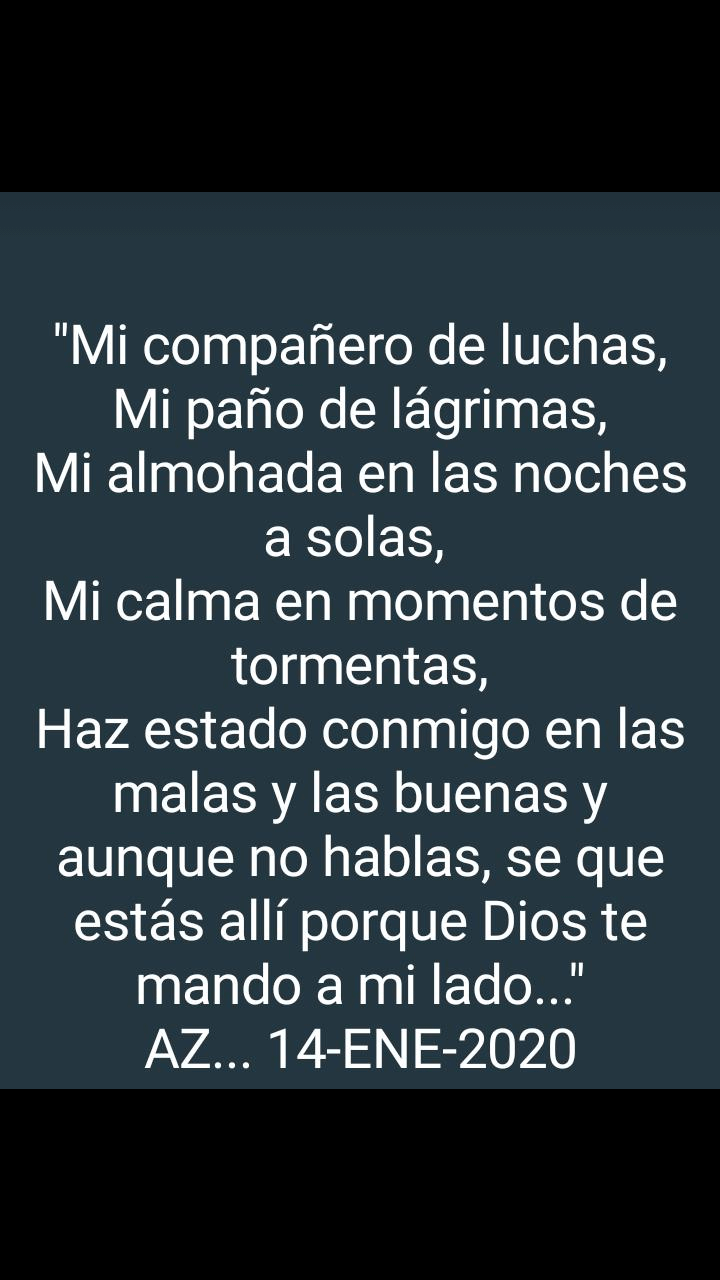 "Mi compañero de luchas,
Mi paño de lágrimas,
Mi almohada en las noches
a solas,
Mi calma en momentos de
tormentas,
Haz estado conmigo en las
malas y las buenas y
aunque no hablas, se que
estás allí porque Dios te
mando a mi lado..."
AZ... 14-ENE-2020